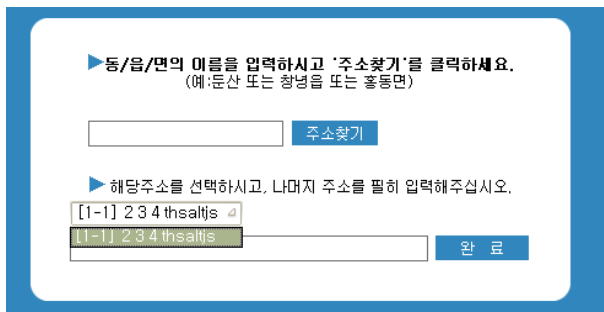 ▶동/읍/면의 이름을 입력하시고 '주소찾기'를 클릭하세요.
(예:둔산 또는 창녕읍 또는 홍동면)
주소찾기
▶ 해당주소를 선택하시고, 나머지 주소를 필히 입력해주십시오.
[1-1] 2 3 4 thsaltjs
[1-1] 2 3 4 thsaltjs
완 료